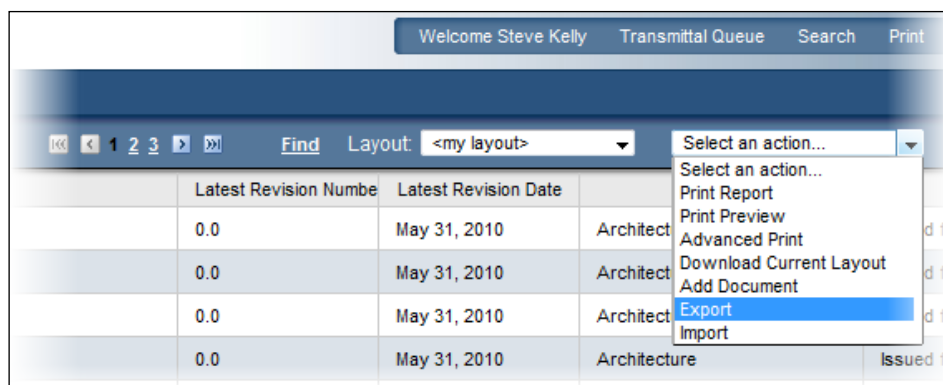 Welcome Steve Kelly Transmittal Queue Search Print
1 2 3 Find Layout: <my layout> Select an action...
Select an action...
Print Report
Print Preview
Advanced Print
Download Current Layout
Add Document
Export
Import
Latest Revision Numbe Latest Revision Date
0.0 May 31, 2010 Architect
0.0 May 31, 2010 Architect
0.0 May 31, 2010 Architect
0.0 May 31, 2010 Architecture Issued f